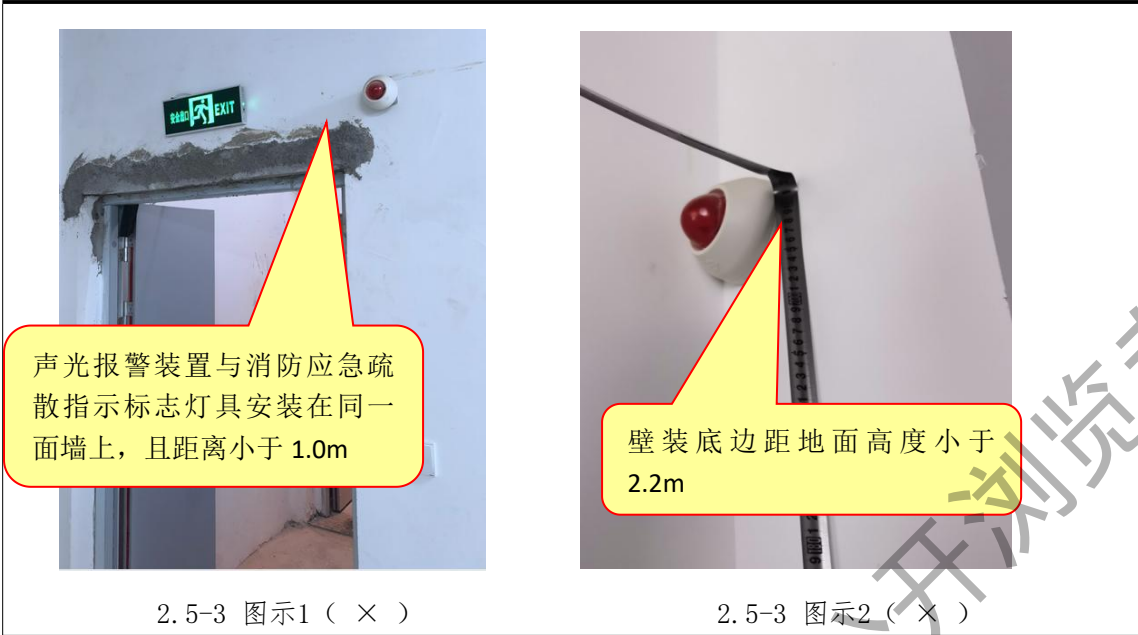 安全出口 EXIT
声光报警装置与消防应急疏
散指示标志灯具安装在同一
面墙上，且距离小于 1.0m
壁装底边距地面高度小于
2.2m
2.5-3 图示1（ × ）
2.5-3 图示2（ × ）
开浏览